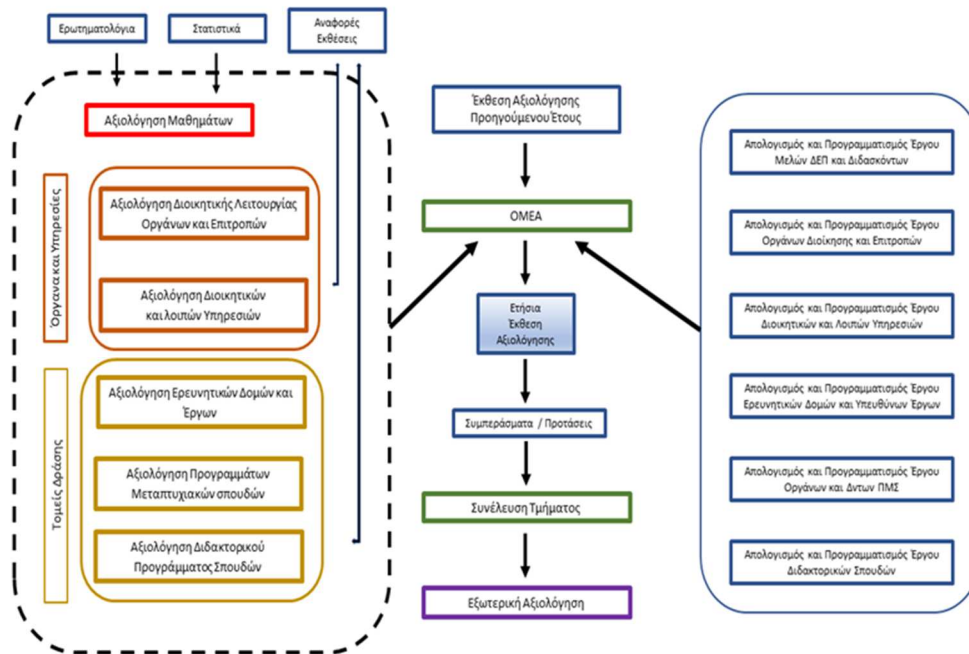 Ερωτηματολόγια
Στατιστικά
Αναφορές
Εκθέσεις
Αξιολόγηση Μαθημάτων
Όργανα και Υπηρεσίες
Αξιολόγηση Διοικητικής Λειτουργίας
Οργάνων και Επιτροπών
Αξιολόγηση Διοικητικών
και λοιπών Υπηρεσιών
Τομείς Δράσης
Αξιολόγηση Ερευνητικών Δομών και
Έργων
Αξιολόγηση Προγραμμάτων
Μεταπτυχιακών σπουδών
Αξιολόγηση Διδακτορικού
Προγράμματος Σπουδών
Έκθεση Αξιολόγησης
Προηγούμενου Έτους
ΟΜΕΑ
Ετήσια
Έκθεση
Αξιολόγησης
Συμπεράσματα / Προτάσεις
Συνέλευση Τμήματος
Εξωτερική Αξιολόγηση
Απολογισμός και Προγραμματισμός Έργου
Μελών ΔΕΠ και Διδασκόντων
Απολογισμός και Προγραμματισμός Έργου
Οργάνων Διοίκησης και Επιτροπών
Απολογισμός και Προγραμματισμός Έργου
Διοικητικών και Λοιπών Υπηρεσιών
Απολογισμός και Προγραμματισμός Έργου
Ερευνητικών Δομών και Υπευθύνων Έργων
Απολογισμός και Προγραμματισμός Έργου
Οργάνων και Δντων ΠΜΣ
Απολογισμός και Προγραμματισμός Έργου
Διδακτορικών Σπουδών